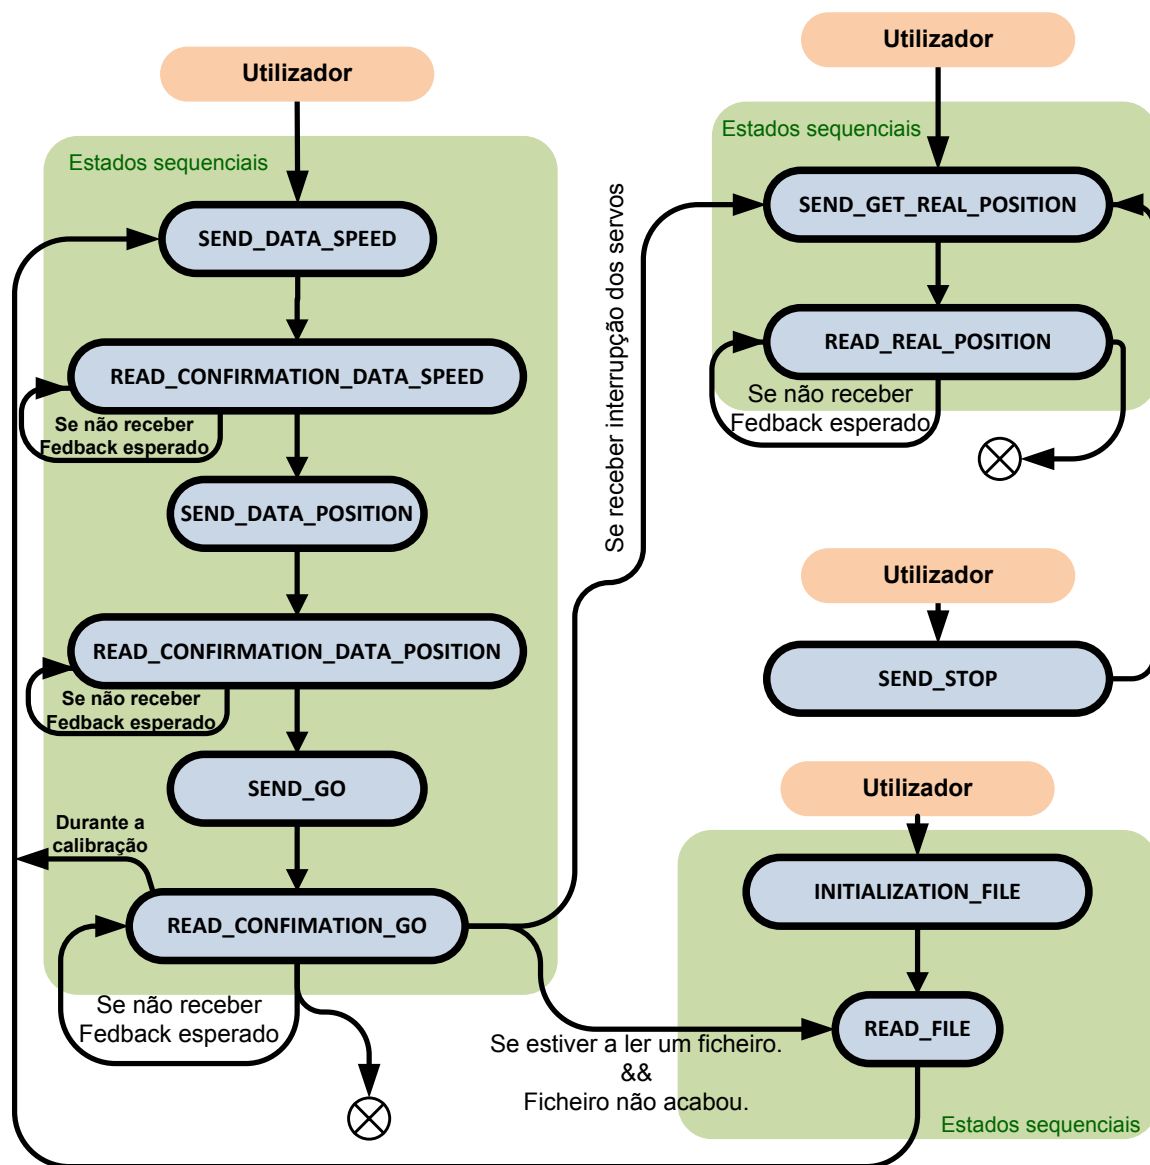 Utilizador
Estados sequenciais
SEND_DATA_SPEED
READ_CONFIRMATION_DATA_SPEED
Se não receber
Fedback esperado
SEND_DATA_POSITION
READ_CONFIRMATION_DATA_POSITION
Se não receber
Fedback esperado
SEND_GO
Durante a
calibração
READ_CONFIMATION_GO
Se não receber
Fedback esperado
Se receber interrupção dos servos
Se estiver a ler um ficheiro.
&&
Ficheiro não acabou.
Utilizador
Estados sequenciais
SEND_GET_REAL_POSITION
READ_REAL_POSITION
Se não receber
Fedback esperado
Utilizador
SEND_STOP
Utilizador
INITIALIZATION_FILE
READ_FILE
Estados sequenciais